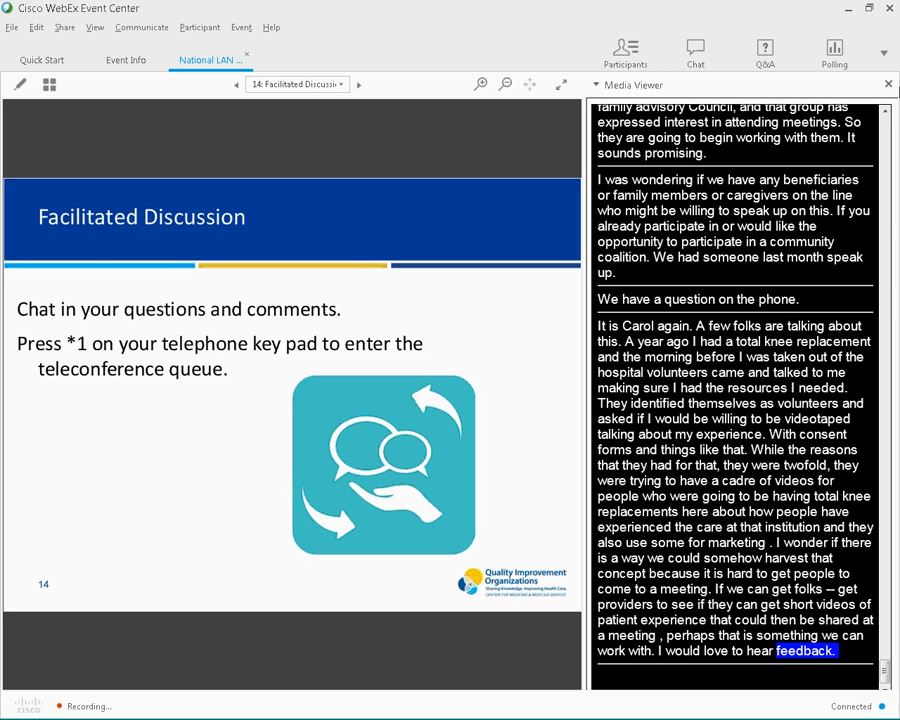 Cisco WebEx Event Center
File Edit Share View Communicate Participant Event Help
Quick Start Event Info National LAN ... Participants Chat Q&A Polling
14: Facilitated Discussi
Media Viewer
Facilitated Discussion
Chat in your questions and comments.
Press *1 on your telephone key pad to enter the
teleconference queue.
14
Quality Improvement
Organizations
Sharing Knowledge. Improving Health Care.
CENTERS FOR MEDICARE & MEDICAID SERVICES
family advisory Council, and that group has
expressed interest in attending meetings. So
they are going to begin working with them. It
sounds promising.
I was wondering if we have any beneficiaries
or family members or caregivers on the line
who might be willing to speak up on this. If you
already participate in or would like the
opportunity to participate in a community
coalition. We had someone last month speak
up.
We have a question on the phone.
It is Carol again. A few folks are talking about
this. A year ago I had a total knee replacement
and the morning before I was taken out of the
hospital volunteers came and talked to me
making sure I had the resources I needed.
They identified themselves as volunteers and
asked if I would be willing to be videotaped
talking about my experience. With consent
forms and things like that. While the reasons
that they had for that, they were twofold, they
were trying to have a cadre of videos for
people who were going to be having total knee
replacements here about how people have
experienced the care at that institution and they
also use some for marketing . I wonder if there
is a way we could somehow harvest that
concept because it is hard to get people to
come to a meeting. If we can get folks -- get
providers to see if they can get short videos of
patient experience that could then be shared at
a meeting , perhaps that is something we can
work with. I would love to hear feedback.
cisco
Recording...
Connected